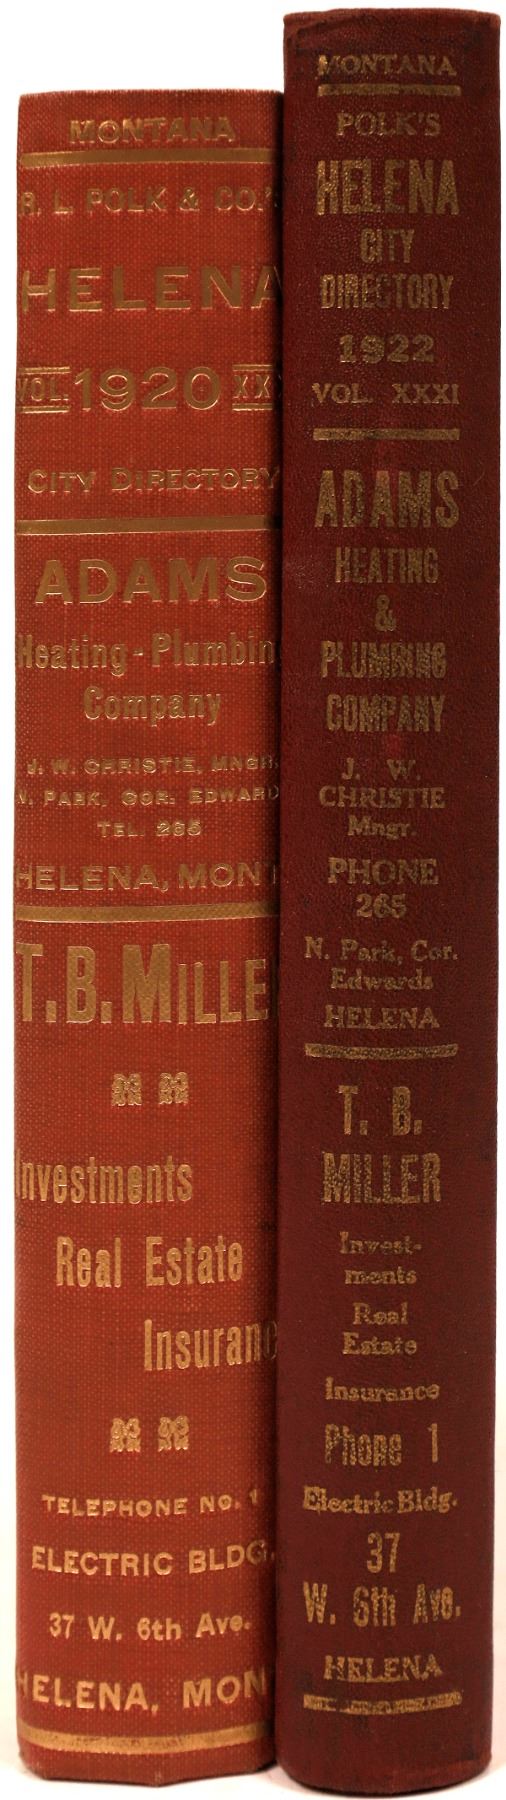 MONTANA
R. L. POLK & CO.'S
HELENA
VOL. 1920 XX
CITY DIRECTORY
ADAMS
Heating-Plumbin
Company
J. W. CHRISTIE, MNGR.
N. PARK, COR. EDWARD
TEL. 265
HELENA, MONT
T.B. MILLE
Investments
Real Estate
Insuranc
TELEPHONE NO. 1
ELECTRIC BLDG.
37 W. 6th Ave.
HELENA, MON
MONTANA
POLK'S
HELENA
CITY
DIRECTORY
1922
VOL. XXXI
ADAMS
HEATING
&
PLUMBING
COMPANY
J. W.
CHRISTIE
Mngr.
PHONE
265
N. Park, Cor.
Edwards
HELENA
T. B.
MILLER
Invest-
ments
Real
Estate
Insurance
Phone 1
Electric Bldg.
37
W. 6th Ave.
HELENA